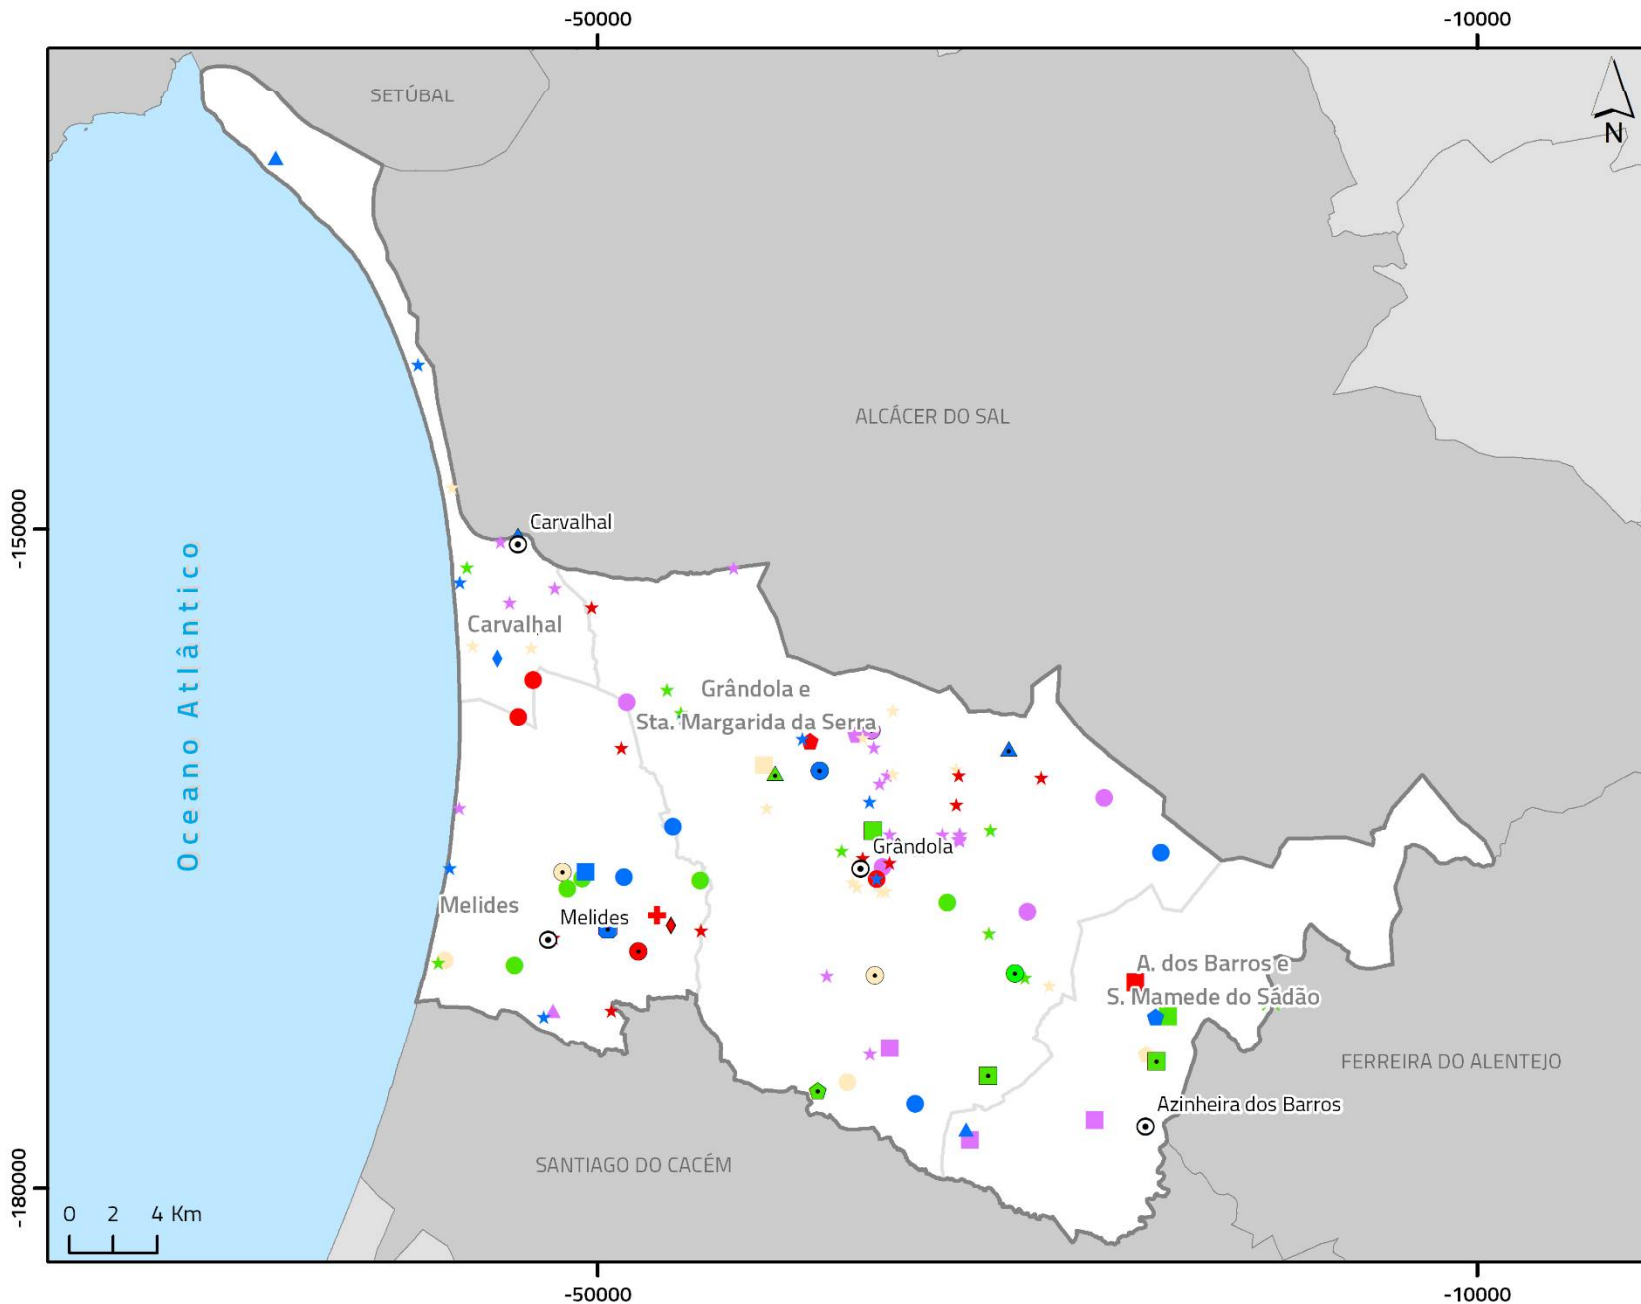 -50000
-10000
SETÚBAL
N
ALCÁCER DO SAL
-150000
Carvalhal
Oceano Atlântico
Carvalhal
Grândola e
Sta. Margarida da Serra
Grândola
Melides
Melides
A. dos Barros e
S. Mamede do Sádão
FERREIRA DO ALENTEJO
Azinheira dos Barros
SANTIAGO DO CACÉM
-180000
0 2 4 Km
-50000
-10000